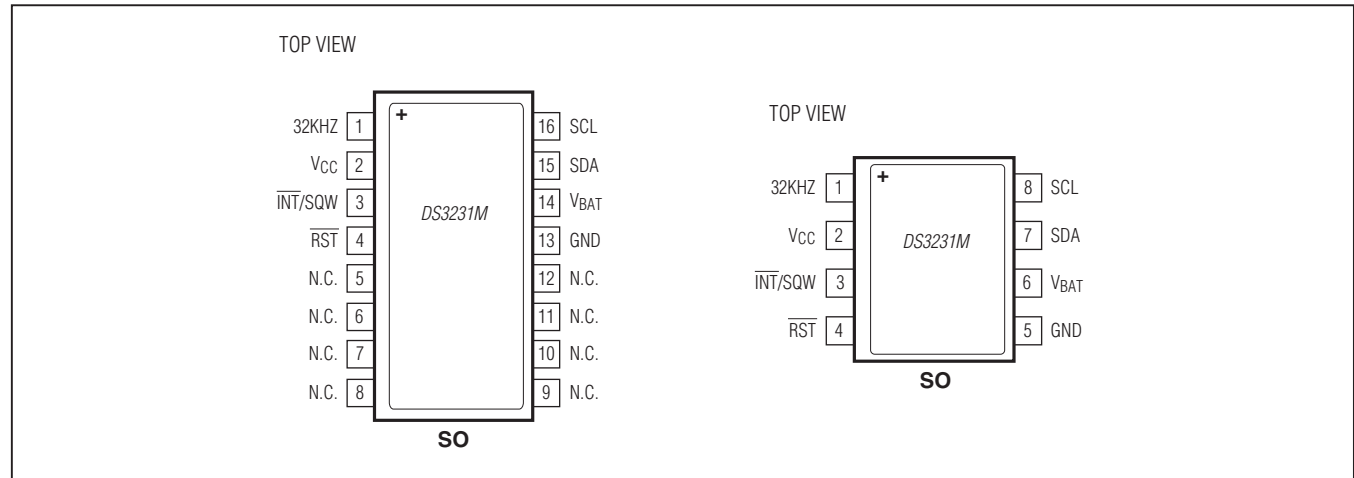 TOP VIEW
+
32KHZ 1
VCC 2
INT/SQW 3
RST 4
N.C. 5
N.C. 6
N.C. 7
N.C. 8
DS3231M
16 SCL
15 SDA
14 VBAT
13 GND
12 N.C.
11 N.C.
10 N.C.
9 N.C.
SO
TOP VIEW
+
32KHZ 1
VCC 2
INT/SQW 3
RST 4
DS3231M
8 SCL
7 SDA
6 VBAT
5 GND
SO